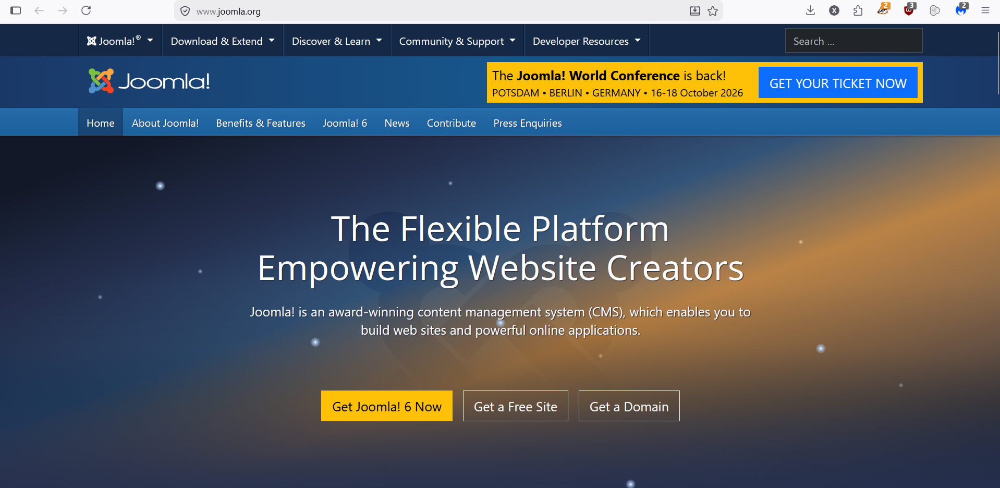 www.joomla.org
X
2
3
2
Joomla!®
Download & Extend
Discover & Learn
Community & Support
Developer Resources
Search ...
Joomla!
The Joomla! World Conference is back!
POTSDAM • BERLIN • GERMANY • 16-18 October 2026
GET YOUR TICKET NOW
Home
About Joomla!
Benefits & Features
Joomla! 6
News
Contribute
Press Enquiries
The Flexible Platform
Empowering Website Creators
Joomla! is an award-winning content management system (CMS), which enables you to
build web sites and powerful online applications.
Get Joomla! 6 Now
Get a Free Site
Get a Domain